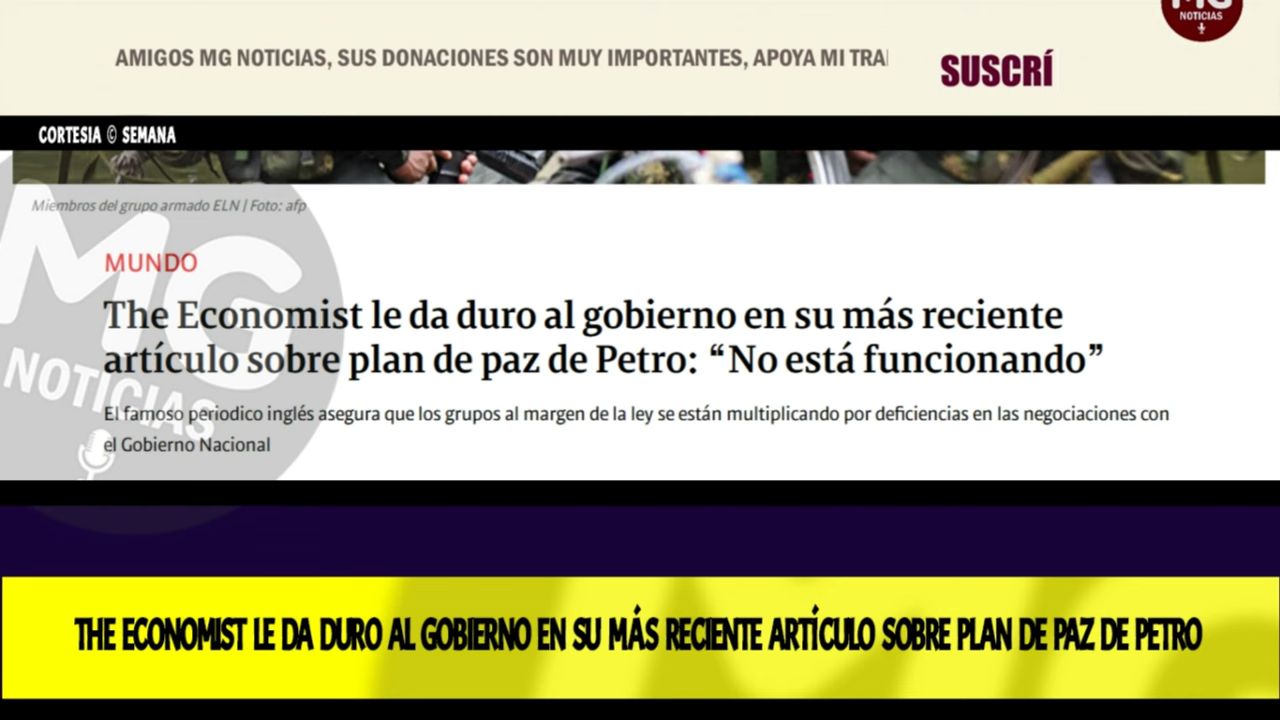 MG
NOTICIAS
AMIGOS MG NOTICIAS, SUS DONACIONES SON MUY IMPORTANTES, APOYA MI TRA
SUSCRÍ
CORTESIA © SEMANA
Miembros del grupo armado ELN | Foto: afp
MUNDO
The Economist le da duro al gobierno en su más reciente
artículo sobre plan de paz de Petro: “No está funcionando”
El famoso periodico inglés asegura que los grupos al margen de la ley se están multiplicando por deficiencias en las negociaciones con
el Gobierno Nacional
MG
NOTICIAS
THE ECONOMIST LE DA DURO AL GOBIERNO EN SU MÁS RECIENTE ARTÍCULO SOBRE PLAN DE PAZ DE PETRO